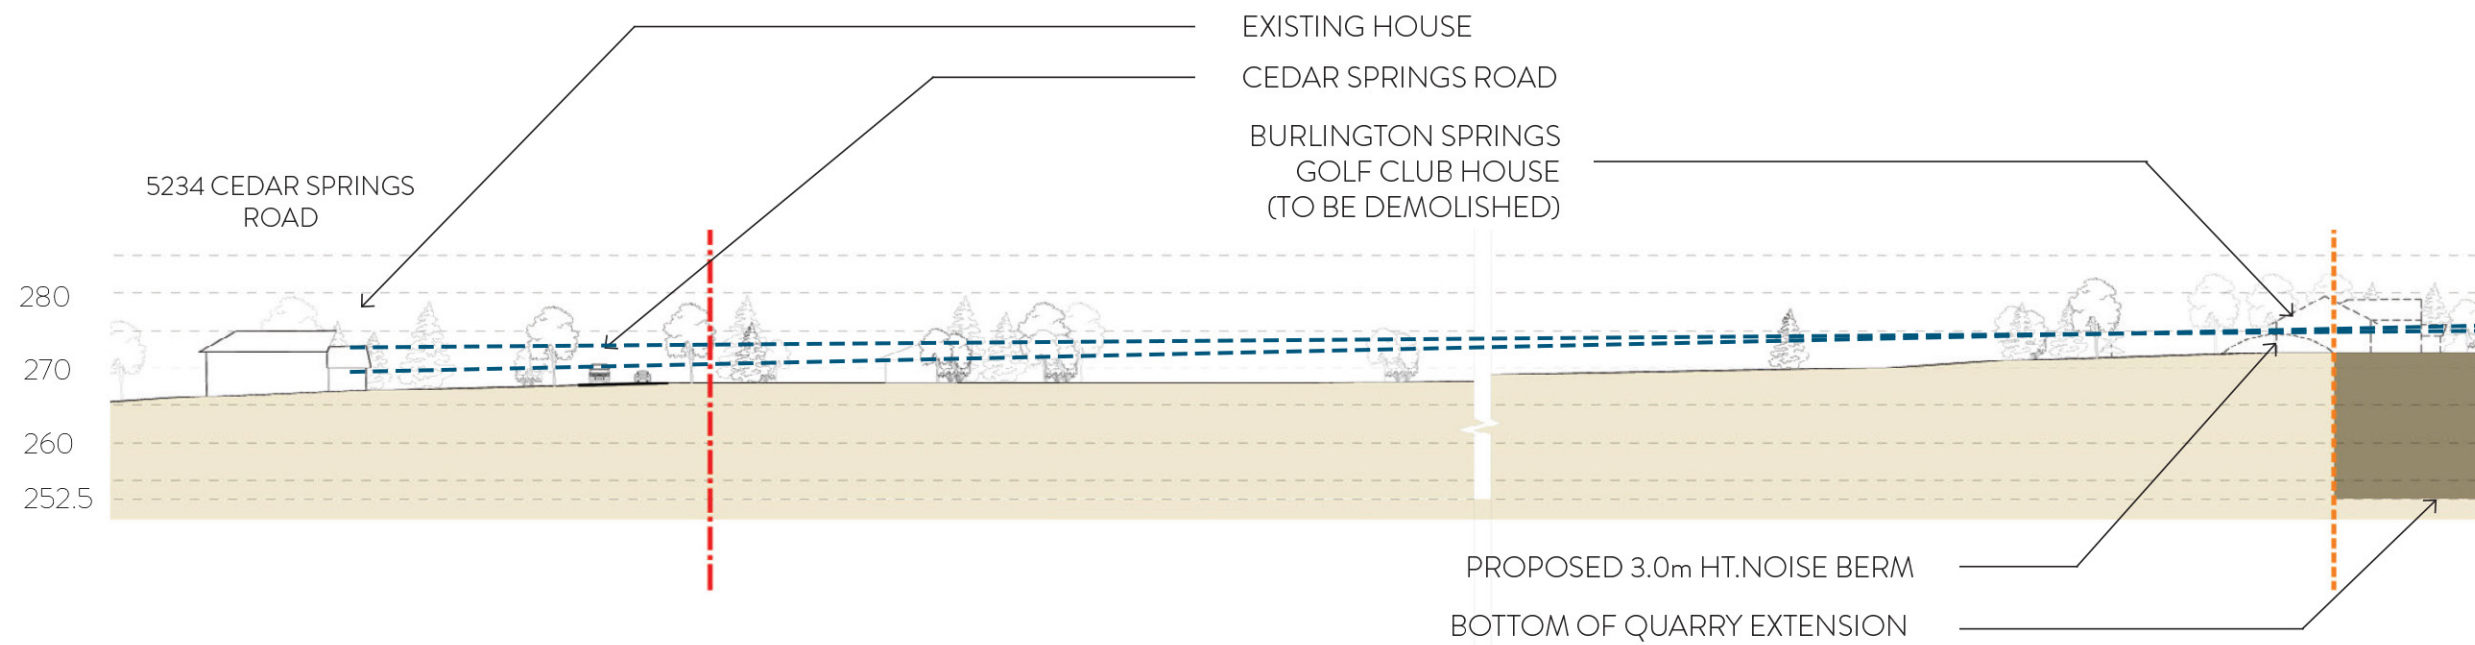 EXISTING HOUSE
CEDAR SPRINGS ROAD
BURLINGTON SPRINGS
GOLF CLUB HOUSE
(TO BE DEMOLISHED)
5234 CEDAR SPRINGS
ROAD
280
270
260
252.5
PROPOSED 3.0m HT.NOISE BERM
BOTTOM OF QUARRY EXTENSION